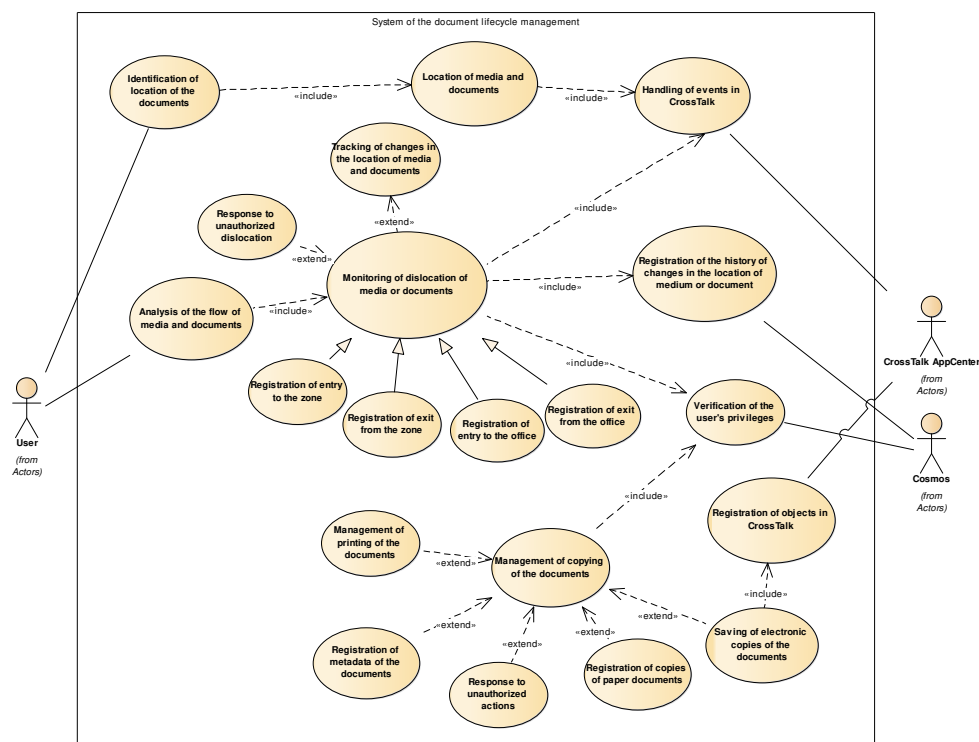 System of the document lifecycle management
Identification of
location of the
documents
«include»
Location of media and
documents
«include»
Handling of events in
CrossTalk
Tracking of changes in
the location of media
and documents
«extend»
«include»
Response to
unauthorized
dislocation
«extend»
Monitoring of dislocation of
media or documents
«include»
Registration of the history of
changes in the location of
medium or document
Analysis of the flow of
media and documents
«include»
«include»
CrossTalk AppCenter
(from
Actors)
Registration of entry
to the zone
Registration of exit
from the zone
Registration of
entry to the office
Registration of exit
from the office
Verification of the
user's privileges
User
(from
Actors)
Cosmos
(from
Actors)
«include»
Registration of objects in
CrossTalk
Management of
printing of the
documents
«extend»
Management of copying
of the documents
«include»
«extend»
«extend»
«extend»
«extend»
Registration of
metadata of the
documents
Response to
unauthorized
actions
Registration of copies
of paper documents
Saving of electronic
copies of the
documents